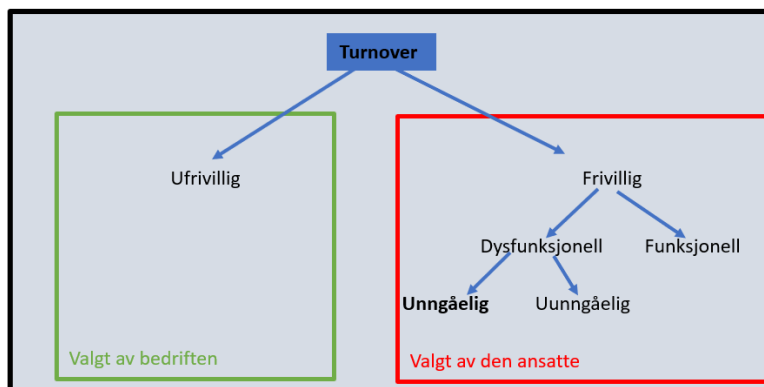 Turnover
Ufrivillig
Frivillig
Dysfunksjonell
Funksjonell
Unngåelig
Uunngåelig
Valgt av bedriften
Valgt av den ansatte